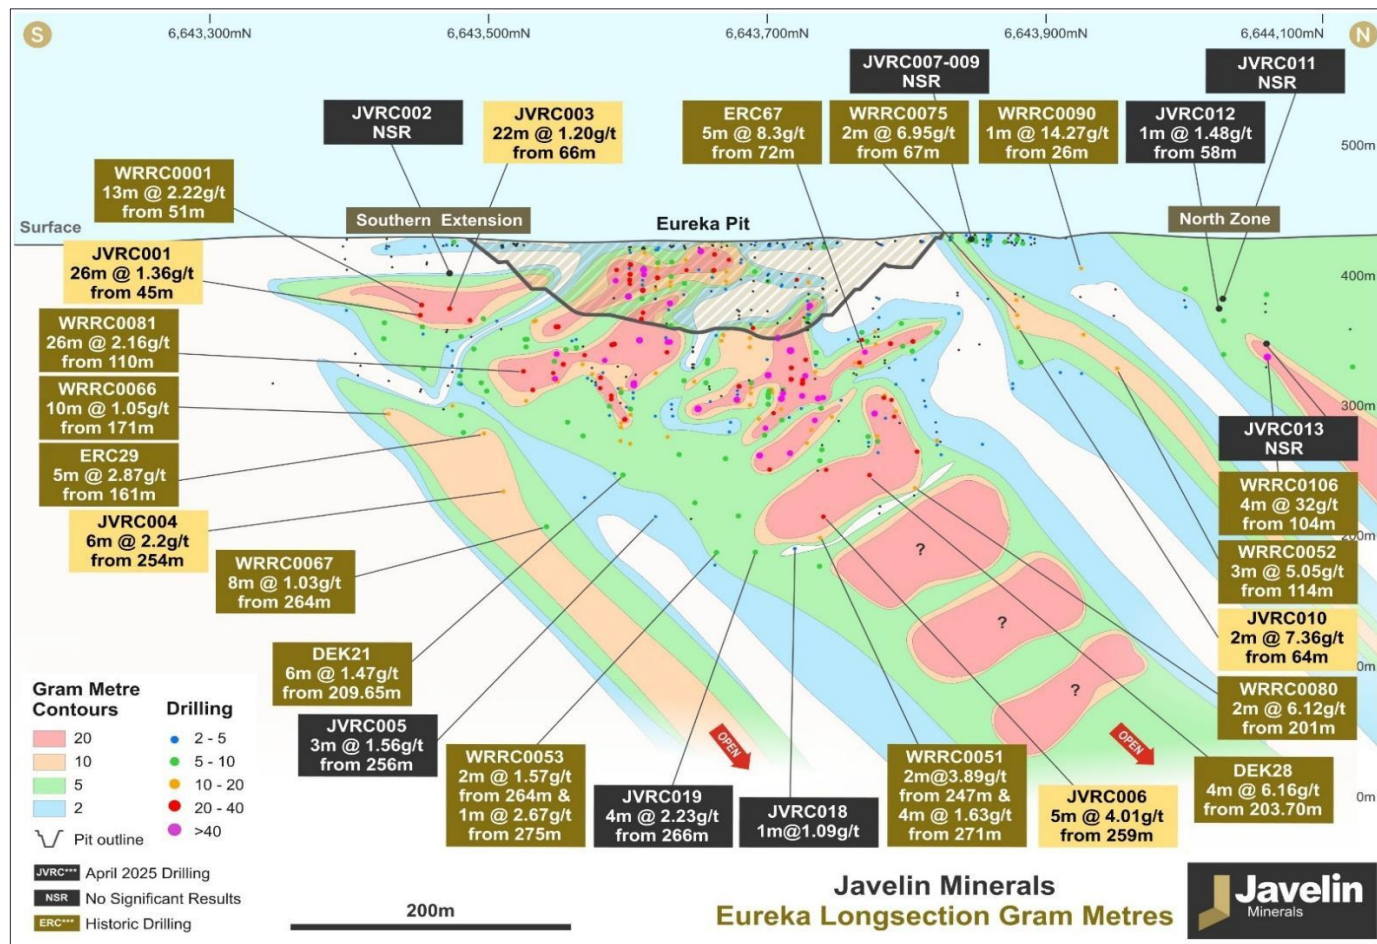 S
6,643,300mN
6,643,500mN
6,643,700mN
6,643,900mN
6,644,100mN
N
JVRC007-009
NSR
JVRC011
NSR
JVRC002
NSR
JVRC003
22m @ 1.20g/t
from 66m
ERC67
5m @ 8.3g/t
from 72m
WRRC0075
2m @ 6.95g/t
from 67m
WRRC0090
1m @ 14.27g/t
from 26m
JVRC012
1m @ 1.48g/t
from 58m
500m
WRRC0001
13m @ 2.22g/t
from 51m
Surface
Southern Extension
Eureka Pit
North Zone
JVRC001
26m @ 1.36g/t
from 45m
400m
WRRC0081
26m @ 2.16g/t
from 110m
WRRC0066
10m @ 1.05g/t
from 171m
300m
ERC29
5m @ 2.87g/t
from 161m
JVRC013
NSR
WRRC0106
4m @ 32g/t
from 104m
JVRC004
6m @ 2.2g/t
from 254m
00m
?
WRRC0067
8m @ 1.03g/t
from 264m
WRRC0052
3m @ 5.05g/t
from 114m
?
JVRC010
2m @ 7.36g/t
from 64m
DEK21
6m @ 1.47g/t
from 209.65m
0m
?
WRRC0080
2m @ 6.12g/t
from 201m
JVRC005
3m @ 1.56g/t
from 256m
OPEN
OPEN
WRRC0053
2m @ 1.57g/t
from 264m &
1m @ 2.67g/t
from 275m
JVRC019
4m @ 2.23g/t
from 266m
JVRC018
1m@1.09g/t
WRRC0051
2m@3.89g/t
from 247m &
4m @ 1.63g/t
from 271m
JVRC006
5m @ 4.01g/t
from 259m
DEK28
4m @ 6.16g/t
from 203.70m
0m
Gram Metre
Contours
20
10
5
2
Pit outline
Drilling
2 - 5
5 - 10
10 - 20
20 - 40
>40
JVRC*** April 2025 Drilling
NSR No Significant Results
ERC*** Historic Drilling
200m
Javelin Minerals
Eureka Longsection Gram Metres
Javelin
Minerals